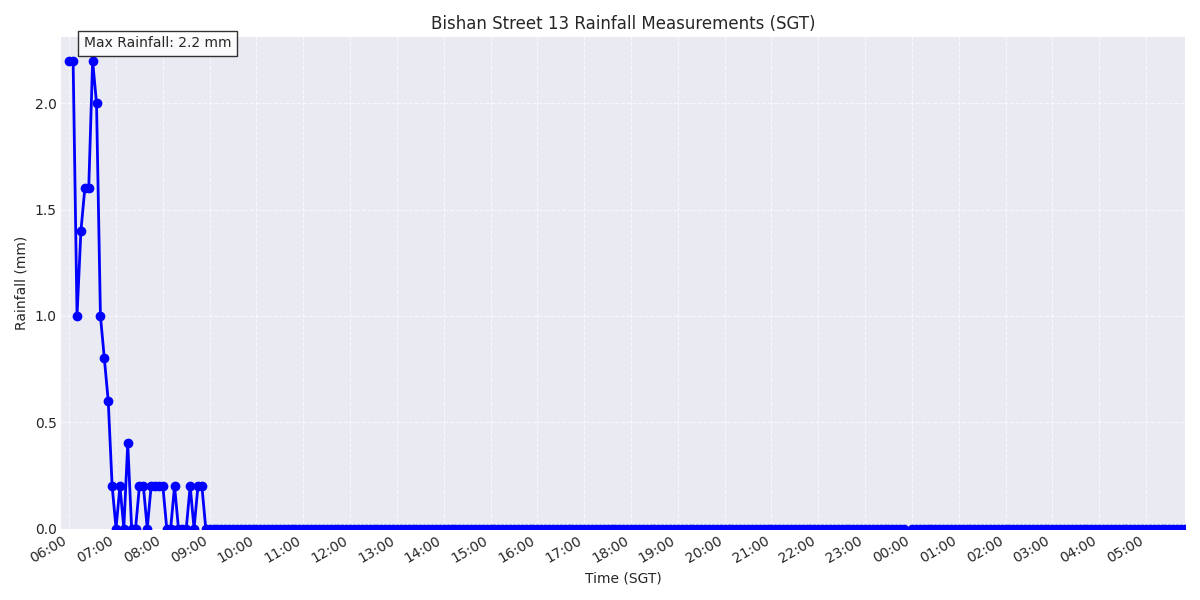 Bishan Street 13 Rainfall Measurements (SGT)
Max Rainfall: 2.2 mm
Rainfall (mm)
2.0
1.5
1.0
0.5
0.0
06:00 07:00 08:00 09:00 10:00 11:00 12:00 13:00 14:00 15:00 16:00 17:00 18:00 19:00 20:00 21:00 22:00 23:00 00:00 01:00 02:00 03:00 04:00 05:00
Time (SGT)